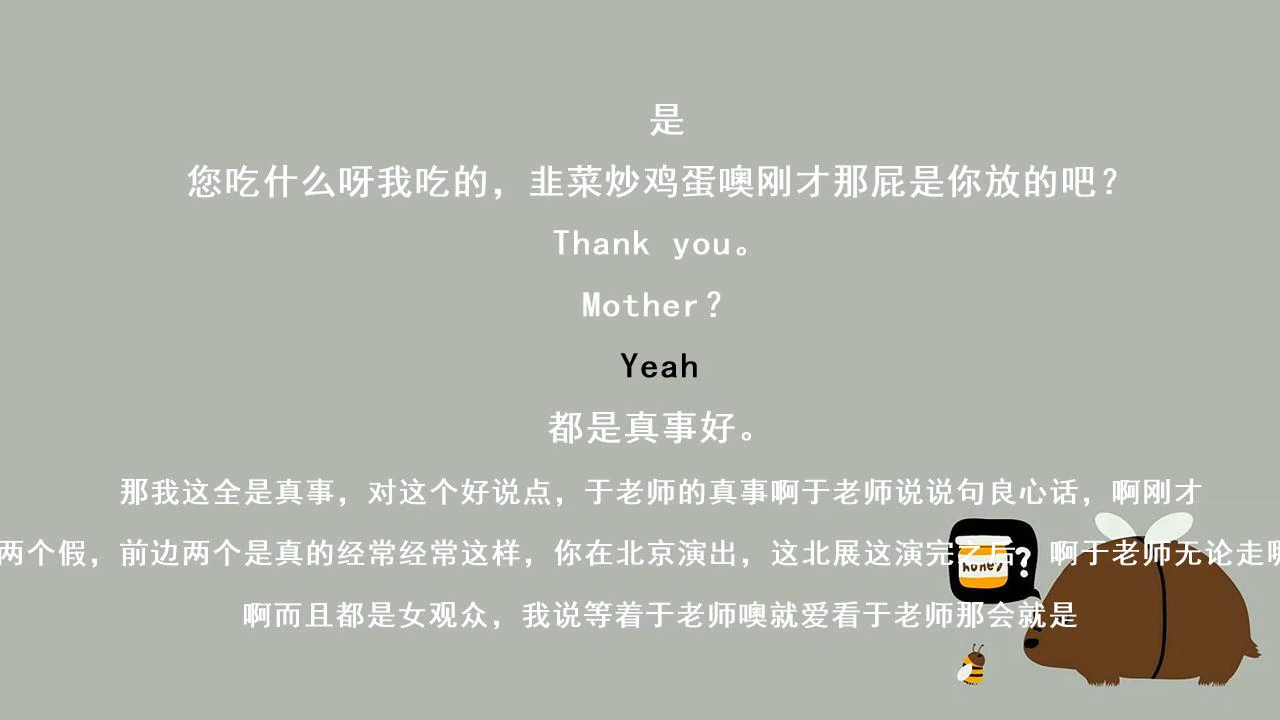 是
您吃什么呀我吃的，韭菜炒鸡蛋噢刚才那屁是你放的吧？
Thank you。
Mother？
Yeah
都是真事好。
那我这全是真事，对这个好说点，于老师的真事啊于老师说说句良心话，啊刚才
两个假，前边两个是真的经常经常这样，你在北京演出，这北展这演完之后，啊于老师无论走哪
honey?
啊而且都是女观众，我说等着于老师噢就爱看于老师那会就是